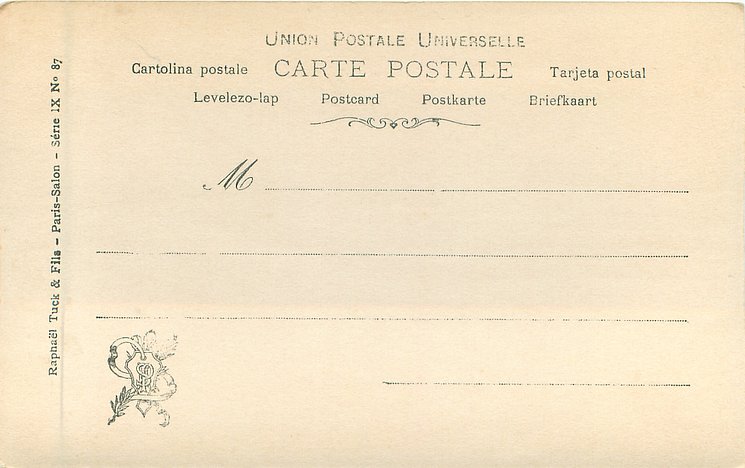 UNION POSTALE UNIVERSELLE
Cartolina postale CARTE POSTALE Tarjeta postal
Levelezo-lap Postcard Postkarte Briefkaart
M
Raphaël Tuck & Fils - Paris-Salon - Série IX No 87